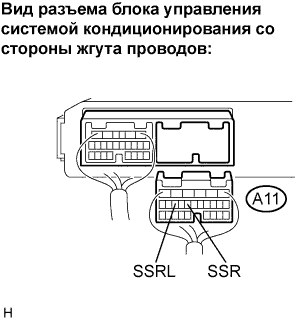 Вид разъема блока управления
системой кондиционирования со
стороны жгута проводов:
A11
SSRL SSR
H